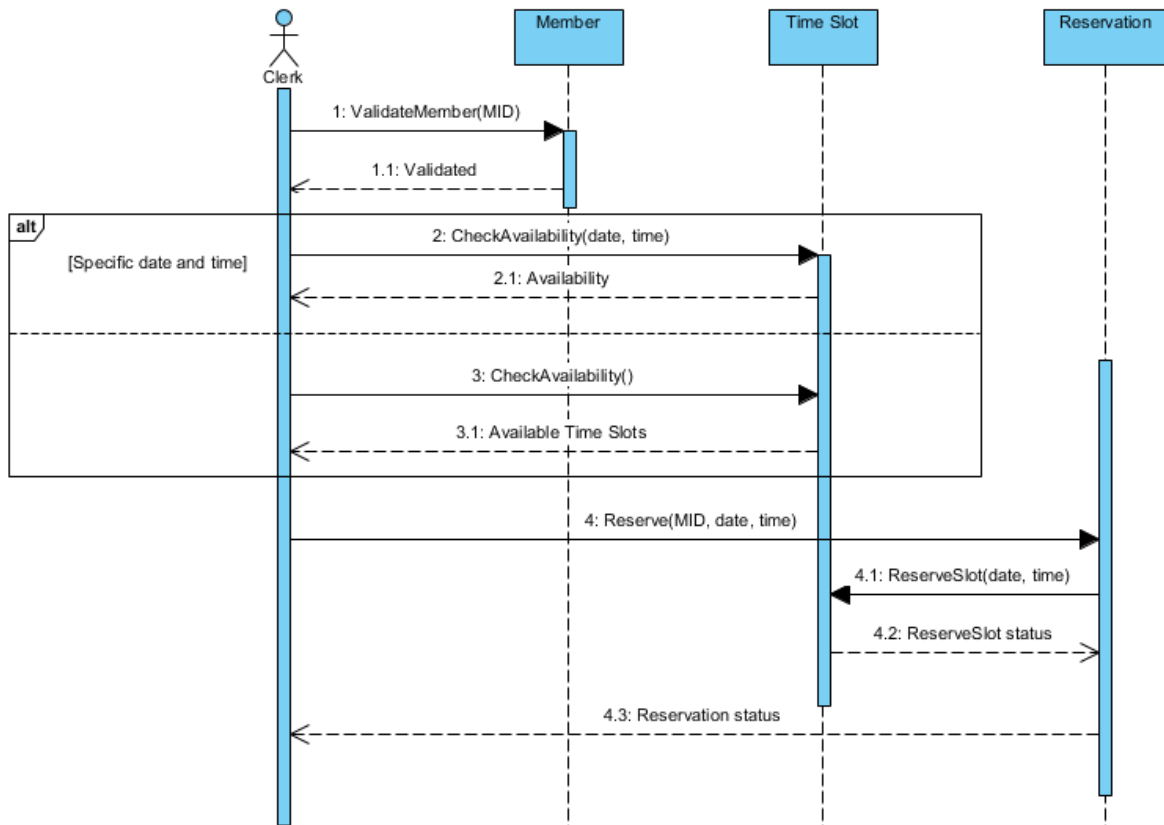 Member
Time Slot
Reservation
Clerk
1: ValidateMember(MID)
1.1: Validated
alt
2: CheckAvailability(date, time)
[Specific date and time]
2.1: Availability
3: CheckAvailability()
3.1: Available Time Slots
4: Reserve(MID, date, time)
4.1: ReserveSlot(date, time)
4.2: ReserveSlot status
4.3: Reservation status